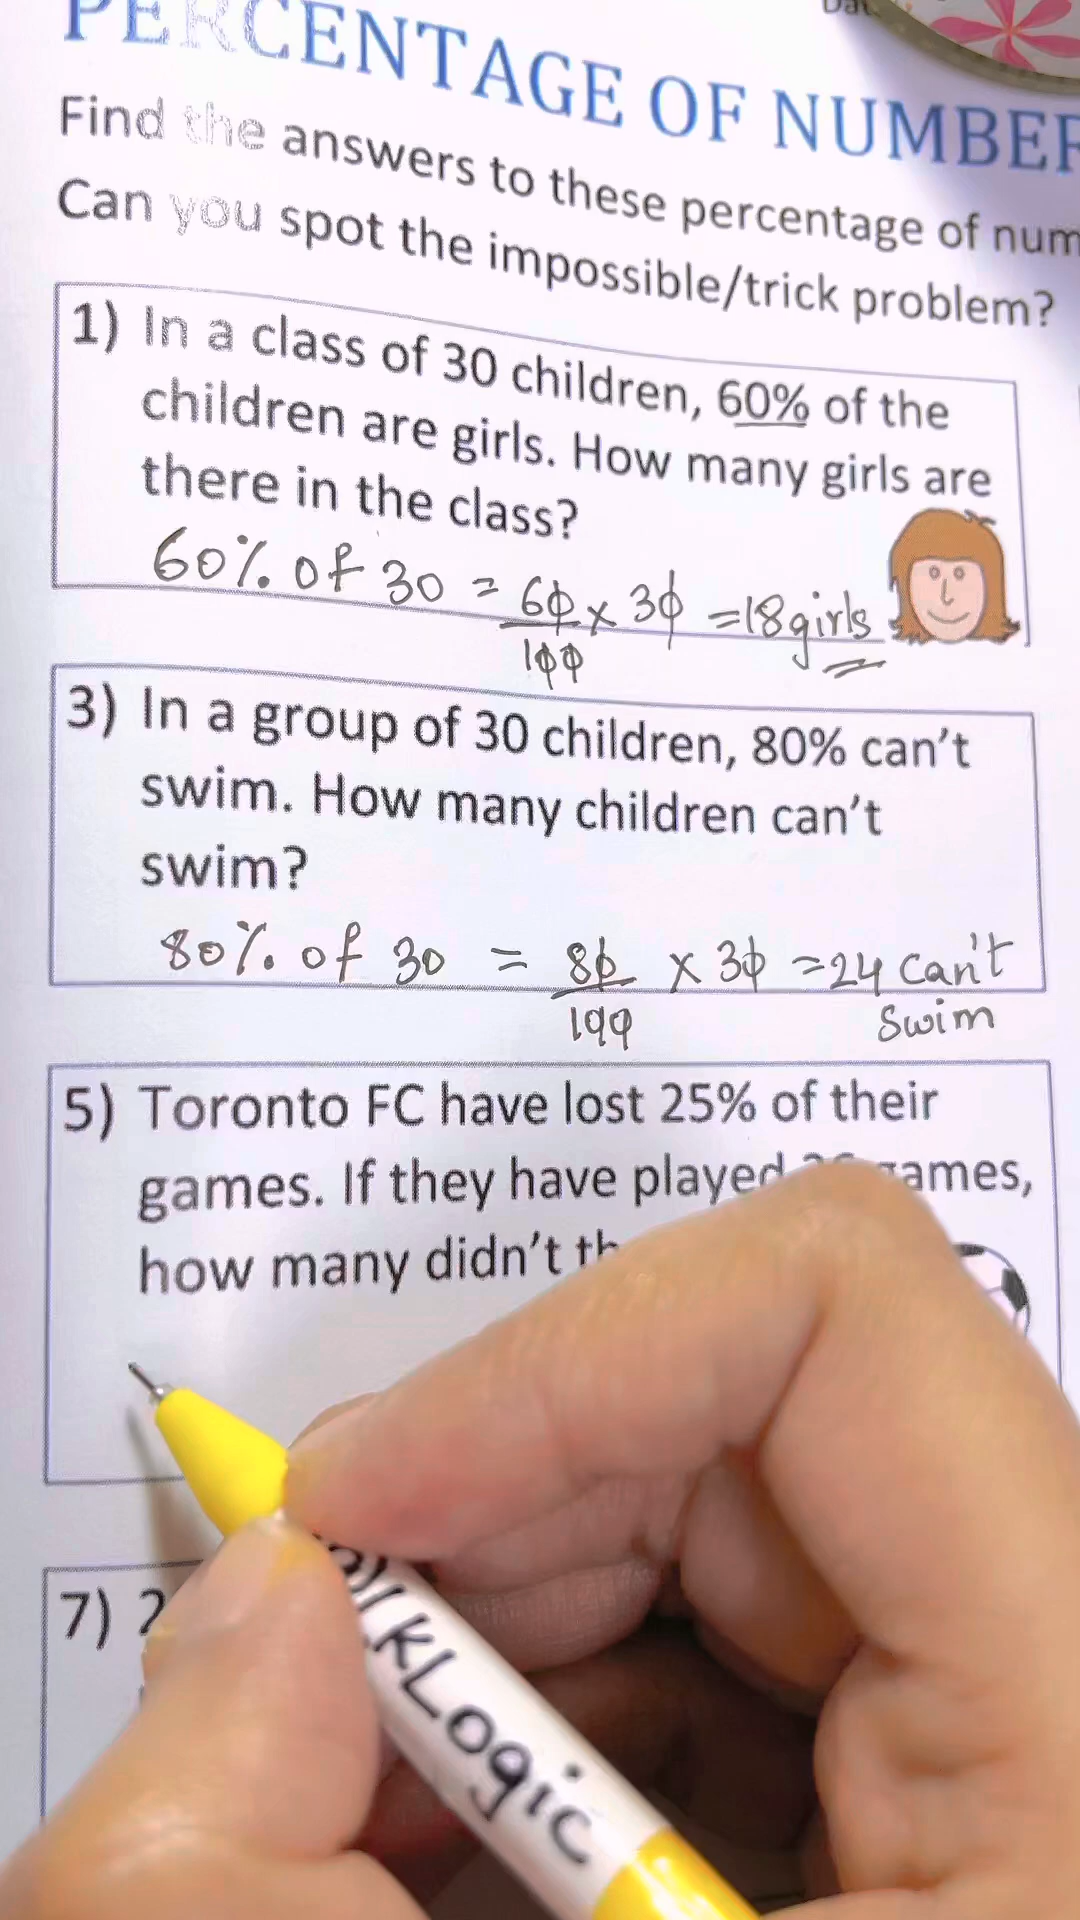 PERCENTAGE OF NUMBER
Find the answers to these percentage of num
Can you spot the impossible/trick problem?
1) In a class of 30 children, 60% of the
children are girls. How many girls are
there in the class?
60% of 30 = 60/100 x 30 = 18 girls
3) In a group of 30 children, 80% can't
swim. How many children can't
swim?
80% of 30 = 80/100 x 30 = 24 can't
swim
5) Toronto FC have lost 25% of their
games. If they have played games,
how many didn't
7)
KLogic